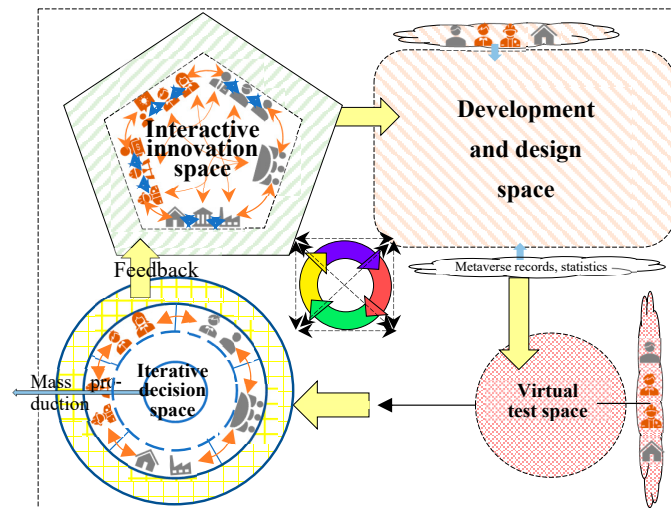 Interactive
innovation
space
Development
and design
space
Feedback
Metaverse records, statistics
Iterative
decision
space
Mass pro-
duction
Virtual
test space